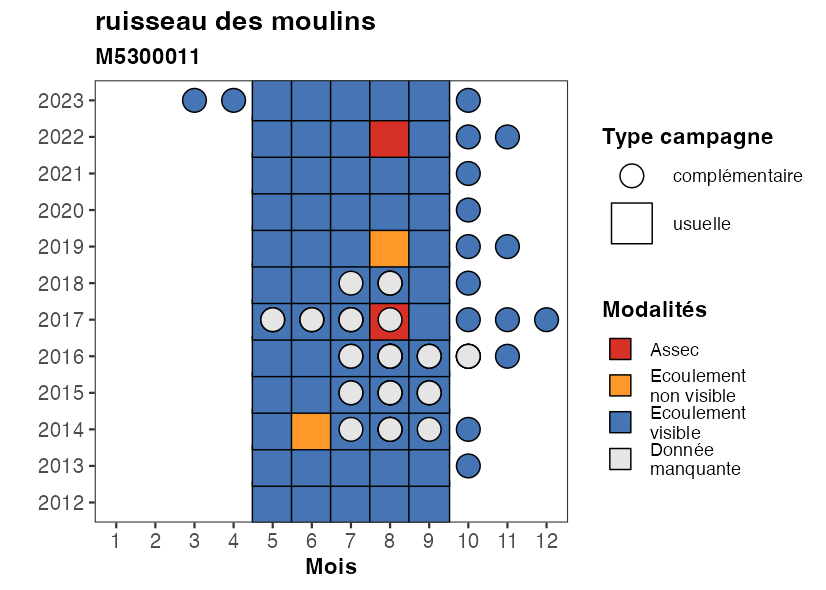 ruisseau des moulins
M5300011
2023
2022
2021
2020
2019
2018
2017
2016
2015
2014
2013
2012
1 2 3 4 5 6 7 8 9 10 11 12
Mois
Type campagne
complémentaire
usuelle
Modalités
Assec
Ecoulement
non visible
Ecoulement
visible
Donnée
manquante